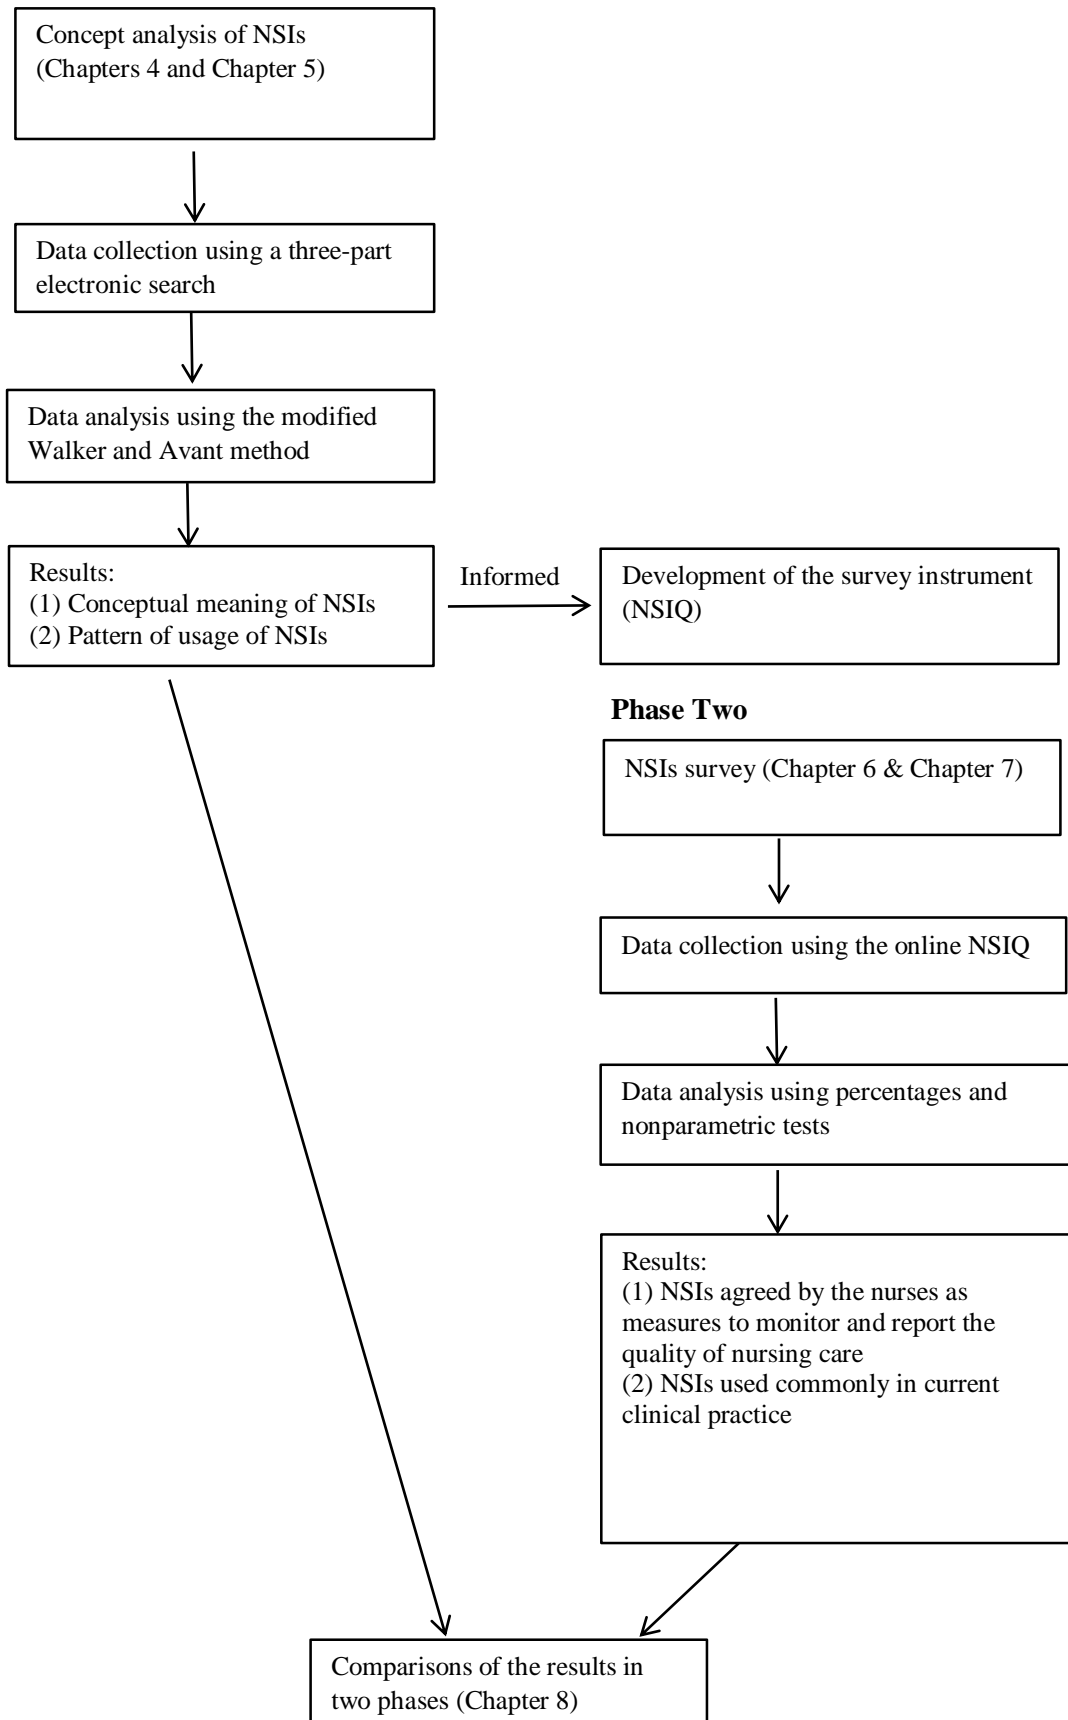 Concept analysis of NSIs
(Chapters 4 and Chapter 5)
Data collection using a three-part
electronic search
Data analysis using the modified
Walker and Avant method
Results:
(1) Conceptual meaning of NSIs
(2) Pattern of usage of NSIs
Informed
Development of the survey instrument
(NSIQ)
Phase Two
NSIs survey (Chapter 6 & Chapter 7)
Data collection using the online NSIQ
Data analysis using percentages and
nonparametric tests
Results:
(1) NSIs agreed by the nurses as
measures to monitor and report the
quality of nursing care
(2) NSIs used commonly in current
clinical practice
Comparisons of the results in
two phases (Chapter 8)